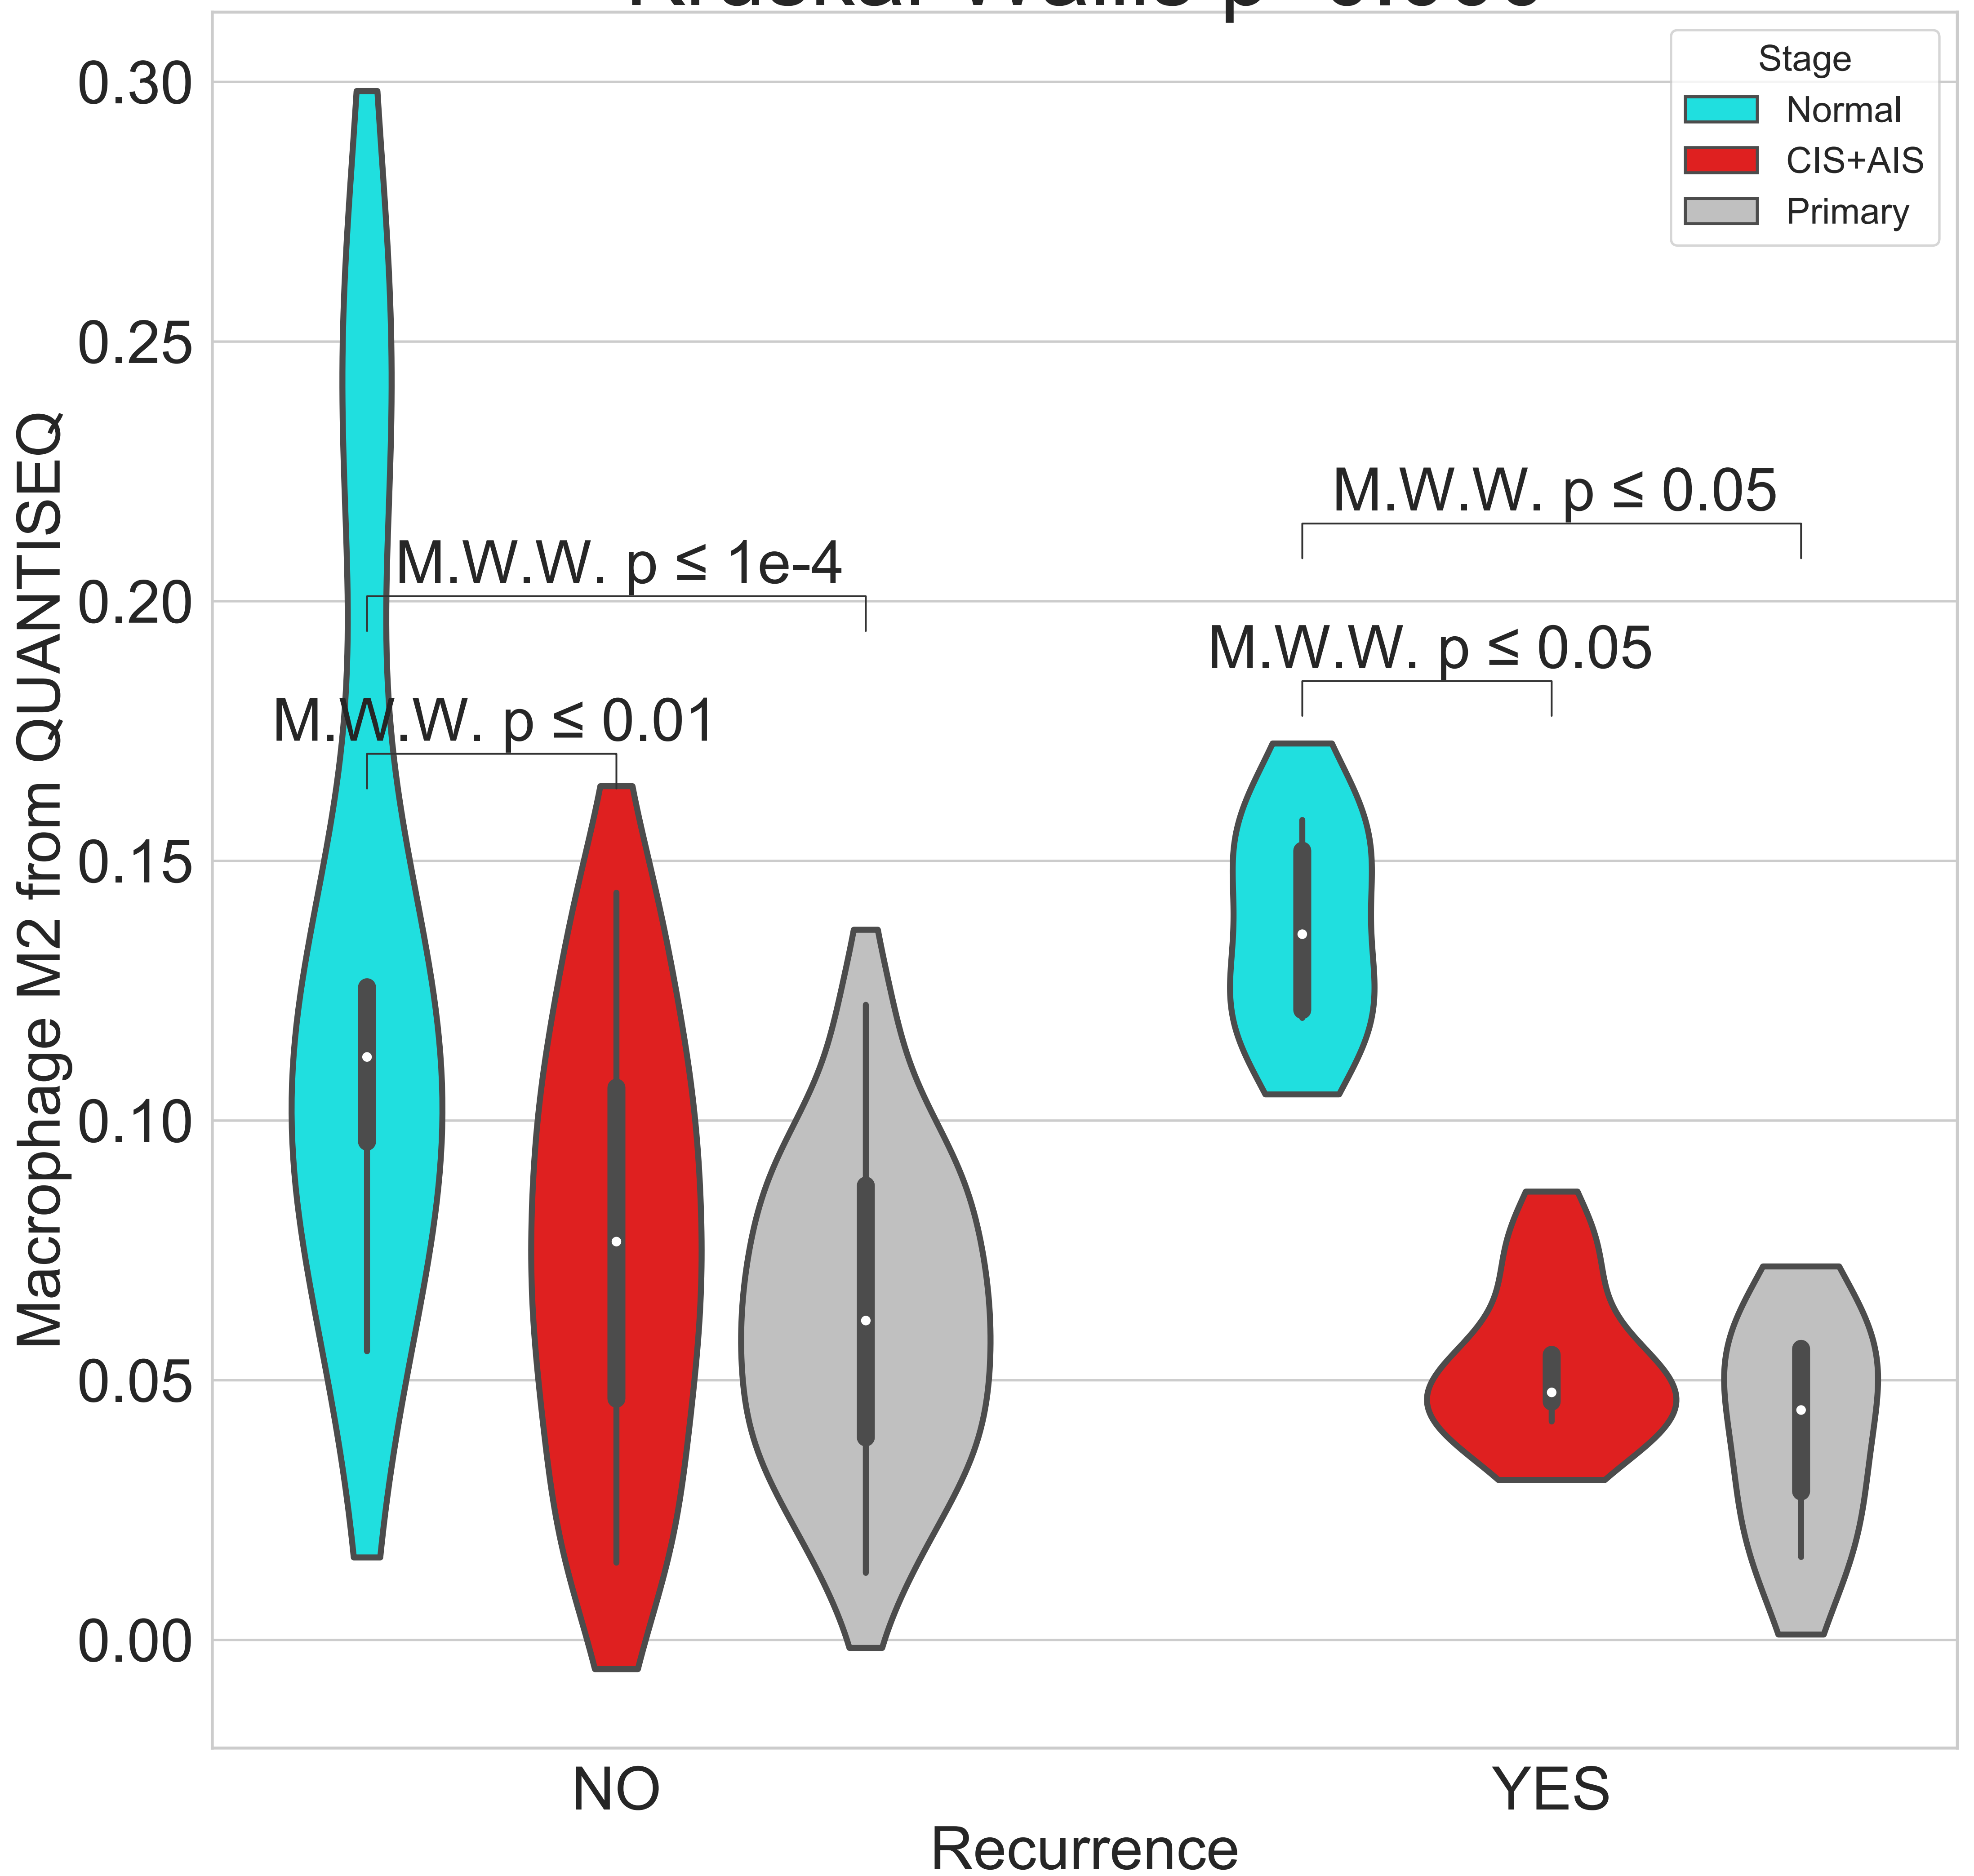 Stage
Normal
CIS+AIS
Primary
0.30
0.25
0.20
0.15
0.10
0.05
0.00
Macrophage M2 from QUANTISEQ
M.W.W. p ≤ 0.05
M.W.W. p ≤ 1e-4
M.W.W. p ≤ 0.05
M.W.W. p ≤ 0.01
NO
YES
Recurrence